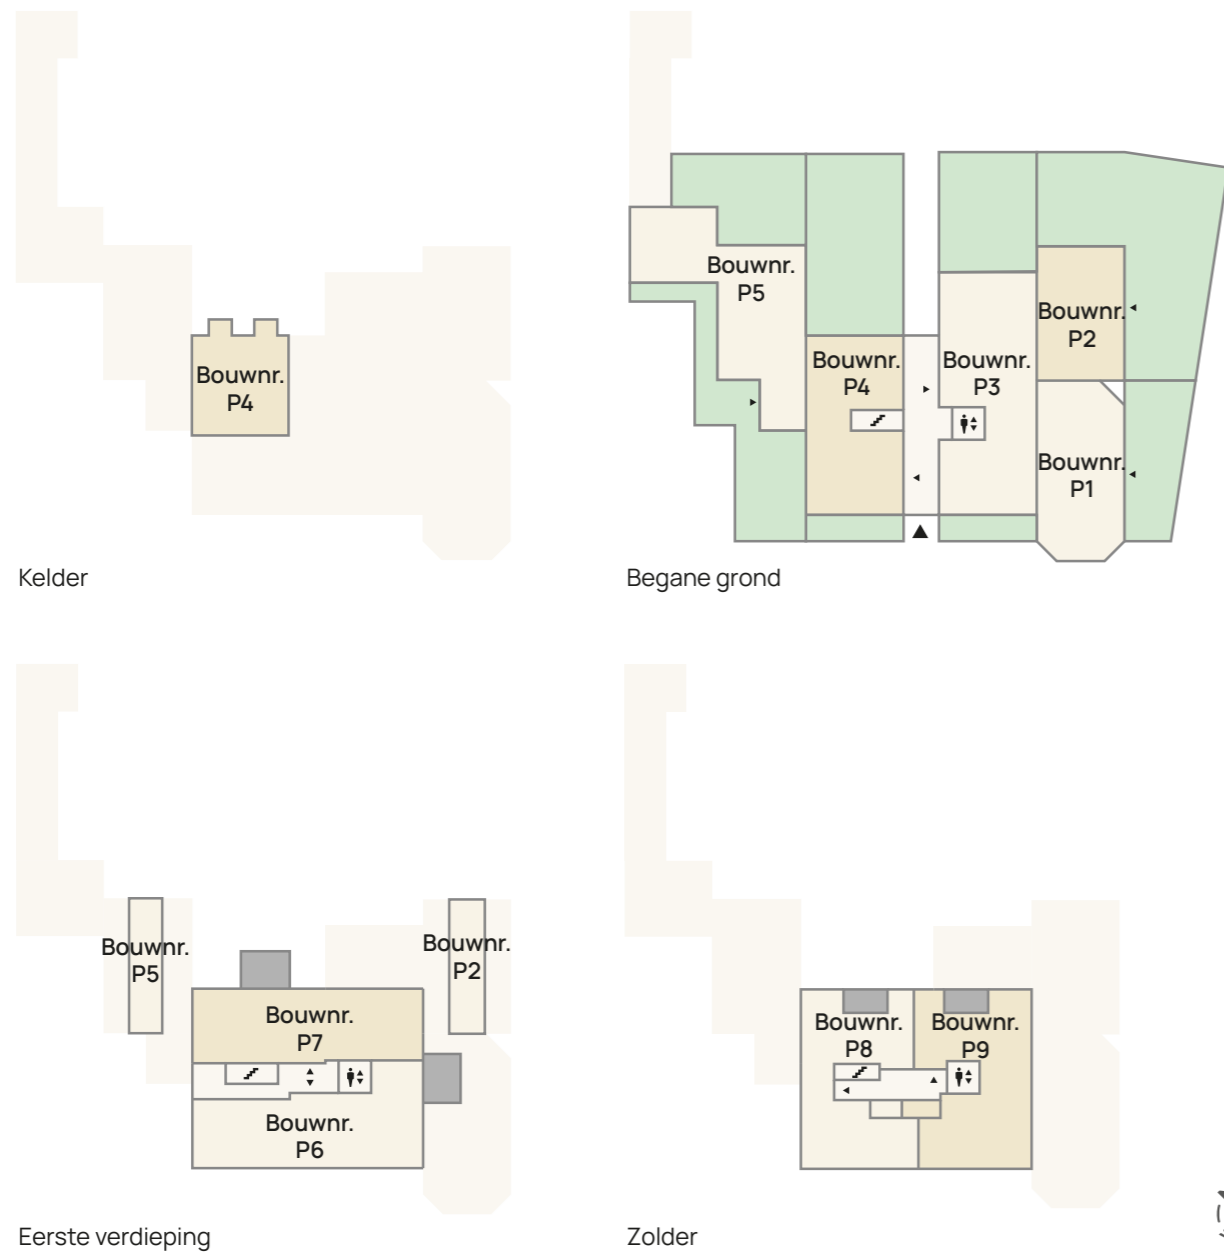 Bouwnr.
P4
Kelder
Bouwnr.
P5
Bouwnr.
P4
Bouwnr.
P3
Bouwnr.
P2
Bouwnr.
P1
Begane grond
Bouwnr.
P5
Bouwnr.
P2
Bouwnr.
P7
Bouwnr.
P6
Eerste verdieping
Bouwnr.
P8
Bouwnr.
P9
Zolder